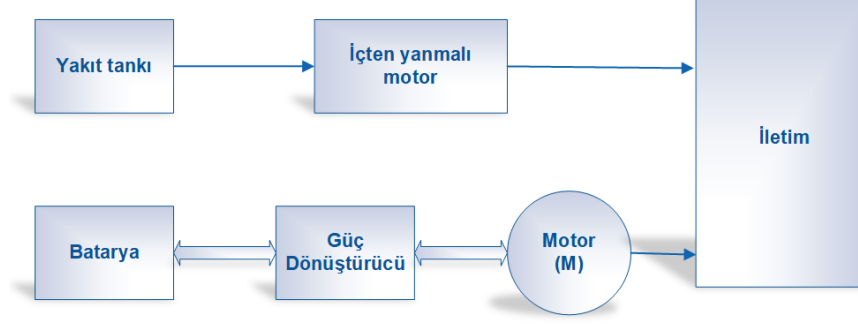 Yakıt tankı
İçten yanmalı
motor
İletim
Batarya
Güç
Dönüştürücü
Motor
(M)